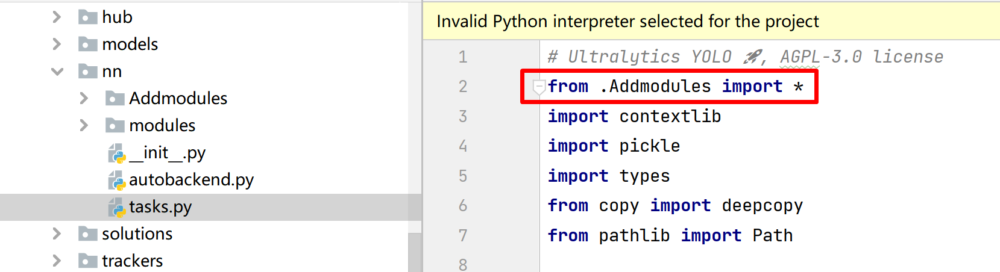 hub
models
nn
Addmodules
modules
__init__.py
autobackend.py
tasks.py
solutions
trackers
Invalid Python interpreter selected for the project
1 # Ultralytics YOLO 🚀, AGPL-3.0 license
2 from .Addmodules import *
3 import contextlib
4 import pickle
5 import types
6 from copy import deepcopy
7 from pathlib import Path
8